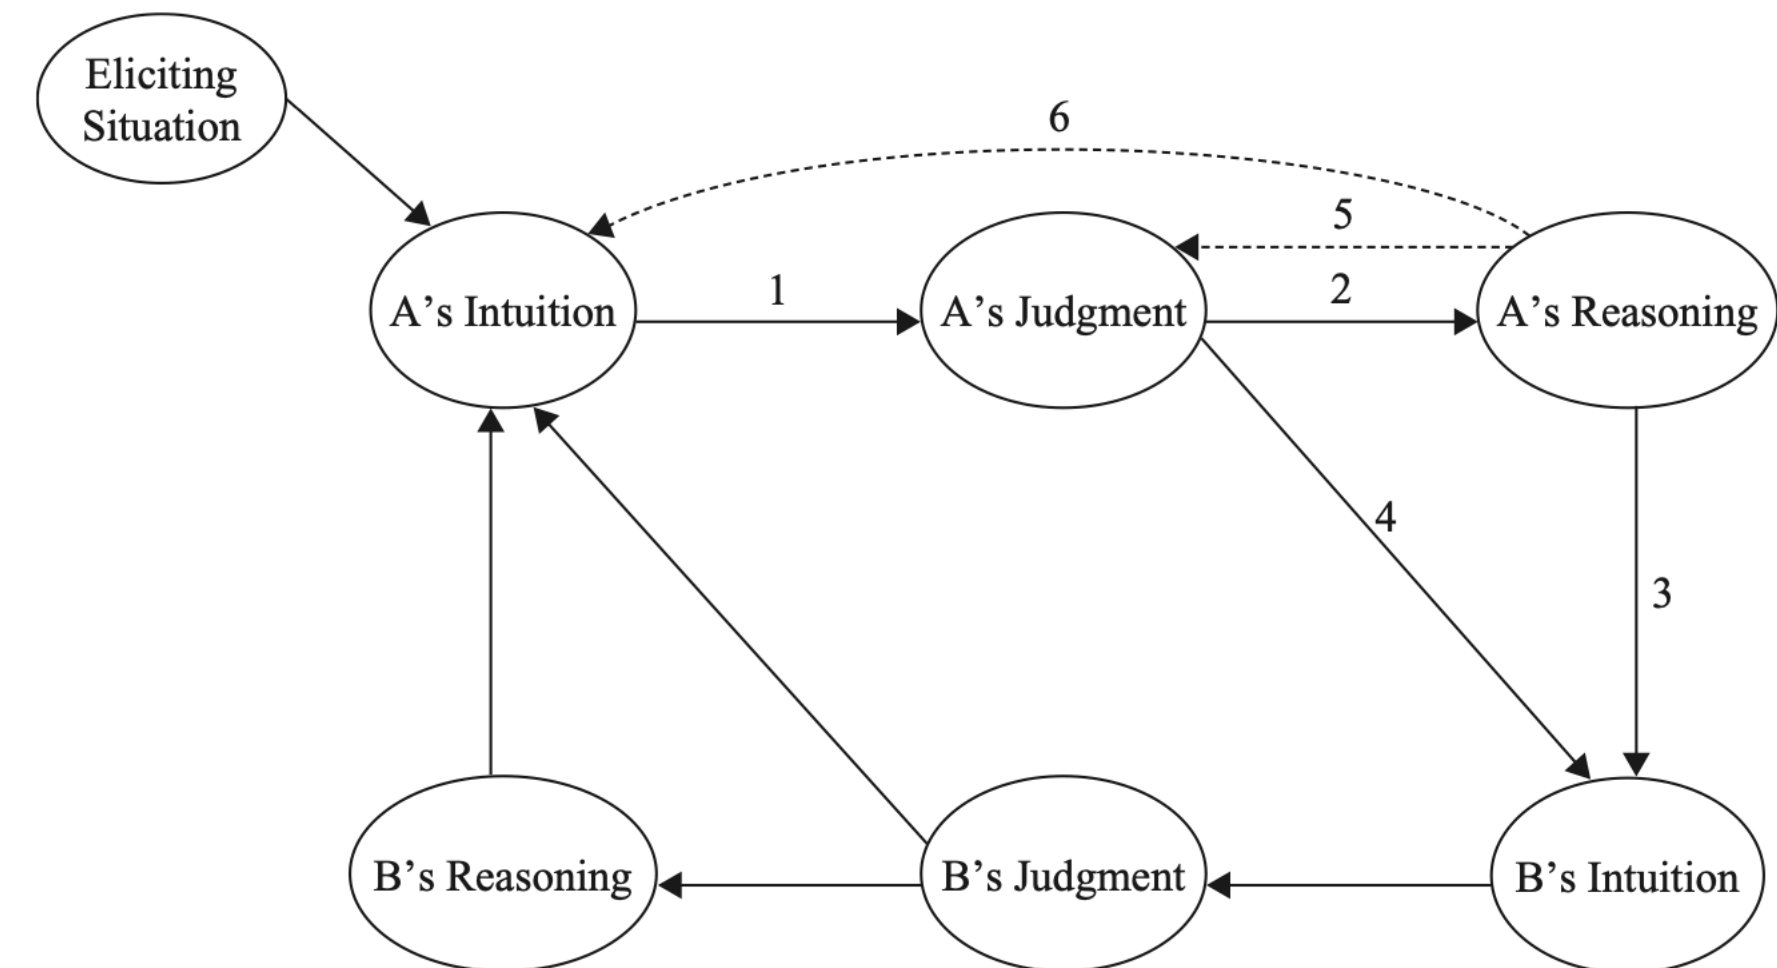 Eliciting
Situation
6
5
A’s Intuition
1
A’s Judgment
2
A’s Reasoning
4
3
B’s Reasoning
B’s Judgment
B’s Intuition